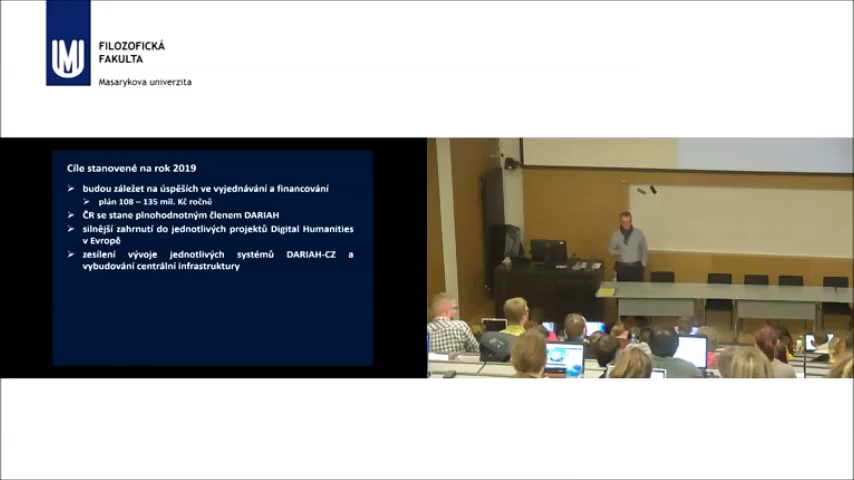 FILOZOFICKÁ
FAKULTA
Masarykova univerzita
Cíle stanovené na rok 2019
budou záležet na úspěších ve vyjednávání a financování
plán 108 – 135 mil. Kč ročně
ČR se stane plnohodnotným členem DARIAH
silnější zahrnutí do jednotlivých projektů Digital Humanities
v Evropě
zesílení vývoje jednotlivých systémů DARIAH-CZ a
vybudování centrální infrastruktury